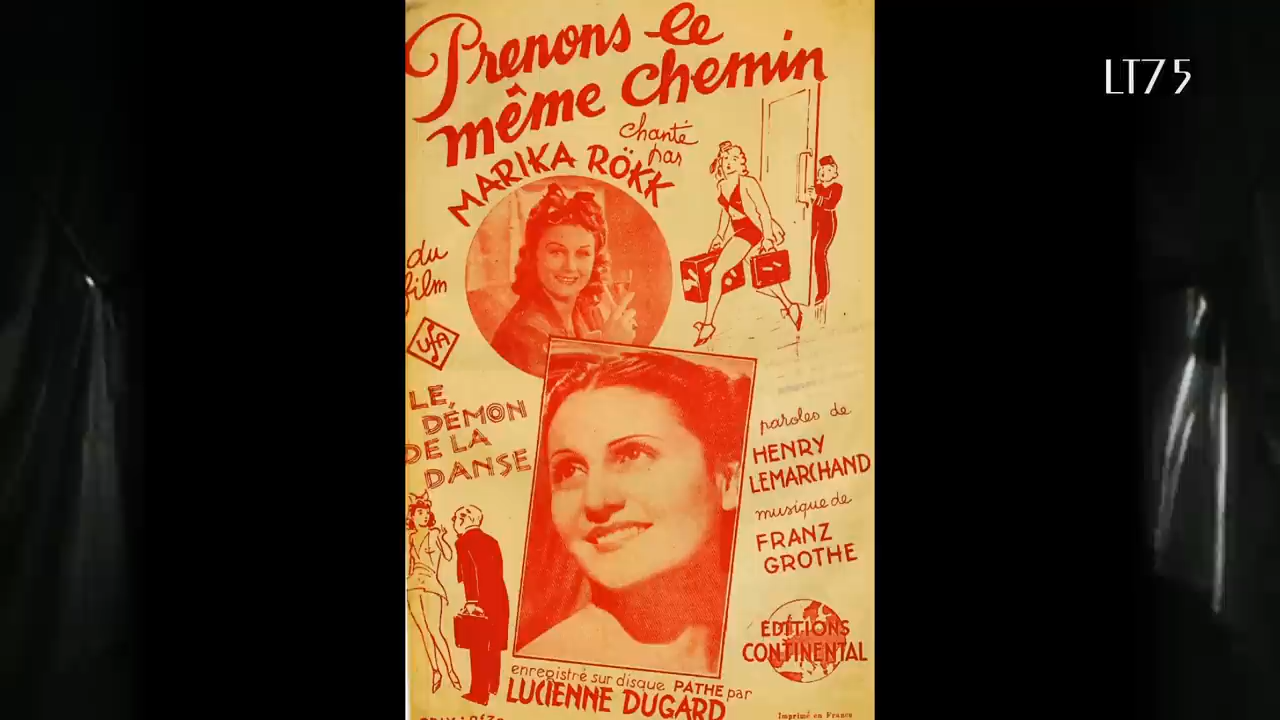 Prenons le
même chemin
chanté
par
MARIKA RÖKK
du
film
UFA
LE
DÉMON
DE LA
DANSE
paroles de
HENRY
LEMARCHAND
musique de
FRANZ
GROTHE
EDITIONS
CONTINENTAL
enregistré sur disque PATHE par
LUCIENNE DUGARD
Imprimé en France
LT75